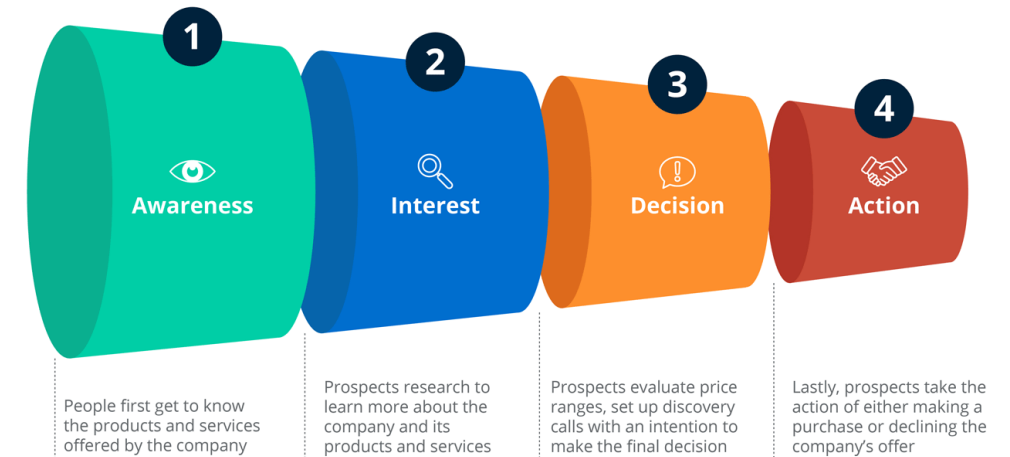 1
Awareness
People first get to know
the products and services
offered by the company
2
Interest
Prospects research to
learn more about the
company and its
products and services
3
Decision
Prospects evaluate price
ranges, set up discovery
calls with an intention to
make the final decision
4
Action
Lastly, prospects take the
action of either making a
purchase or declining the
company’s offer